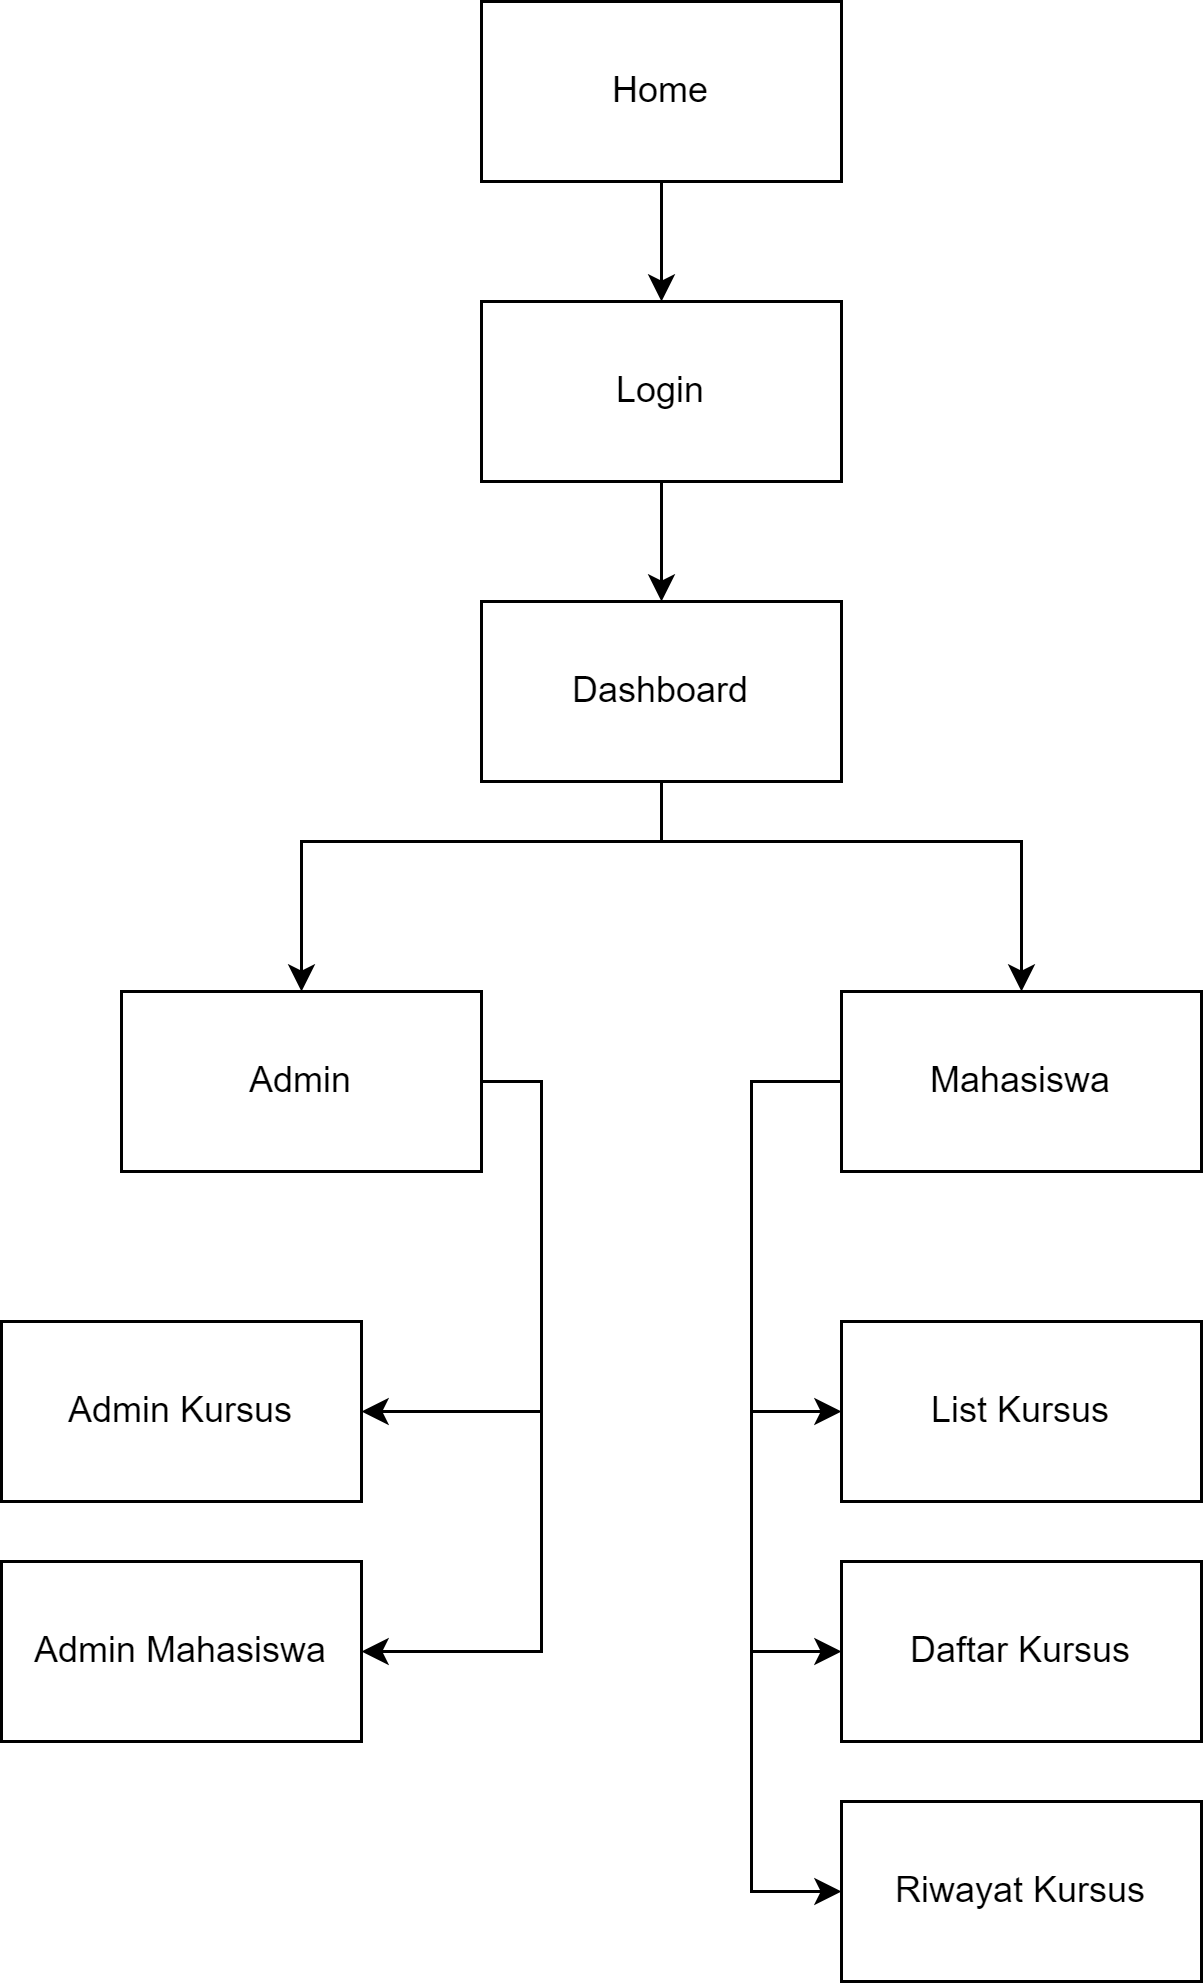 Home
Login
Dashboard
Admin
Mahasiswa
Admin Kursus
List Kursus
Admin Mahasiswa
Daftar Kursus
Riwayat Kursus